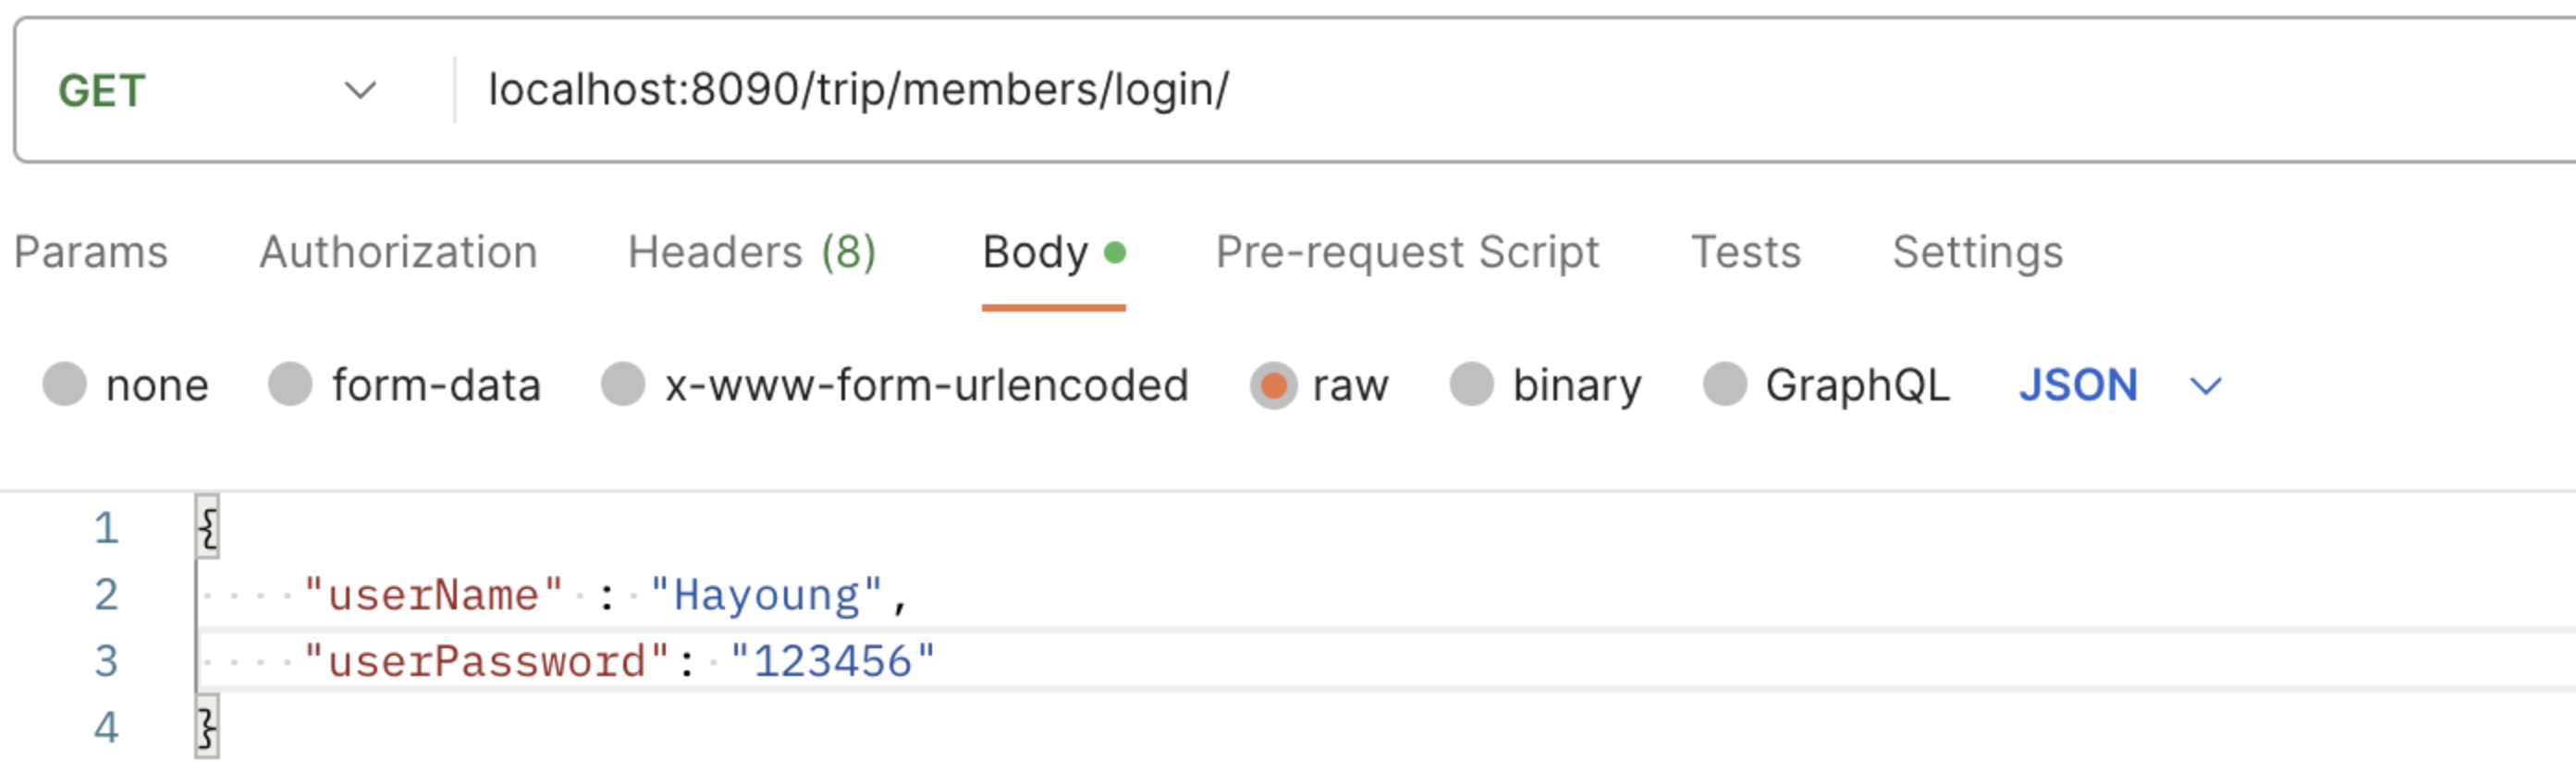 GET localhost:8090/trip/members/login/
Params Authorization Headers (8) Body Pre-request Script Tests Settings
none form-data x-www-form-urlencoded raw binary GraphQL JSON
1 {
2 "userName" : "Hayoung",
3 "userPassword": "123456"
4 }